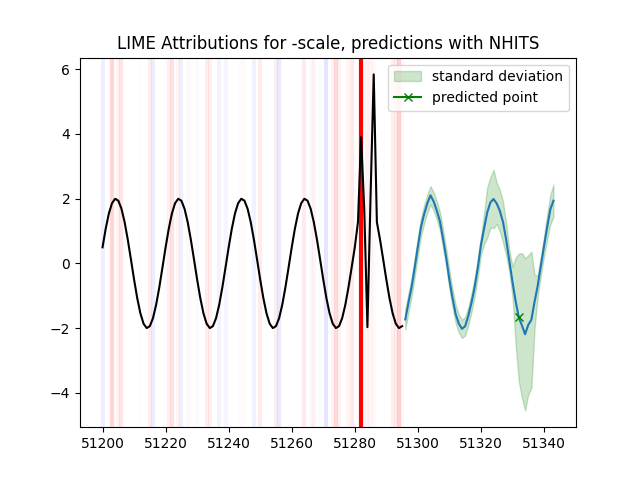 LIME Attributions for -scale, predictions with NHITS
standard deviation
predicted point
6
4
2
0
−2
−4
51200 51220 51240 51260 51280 51300 51320 51340